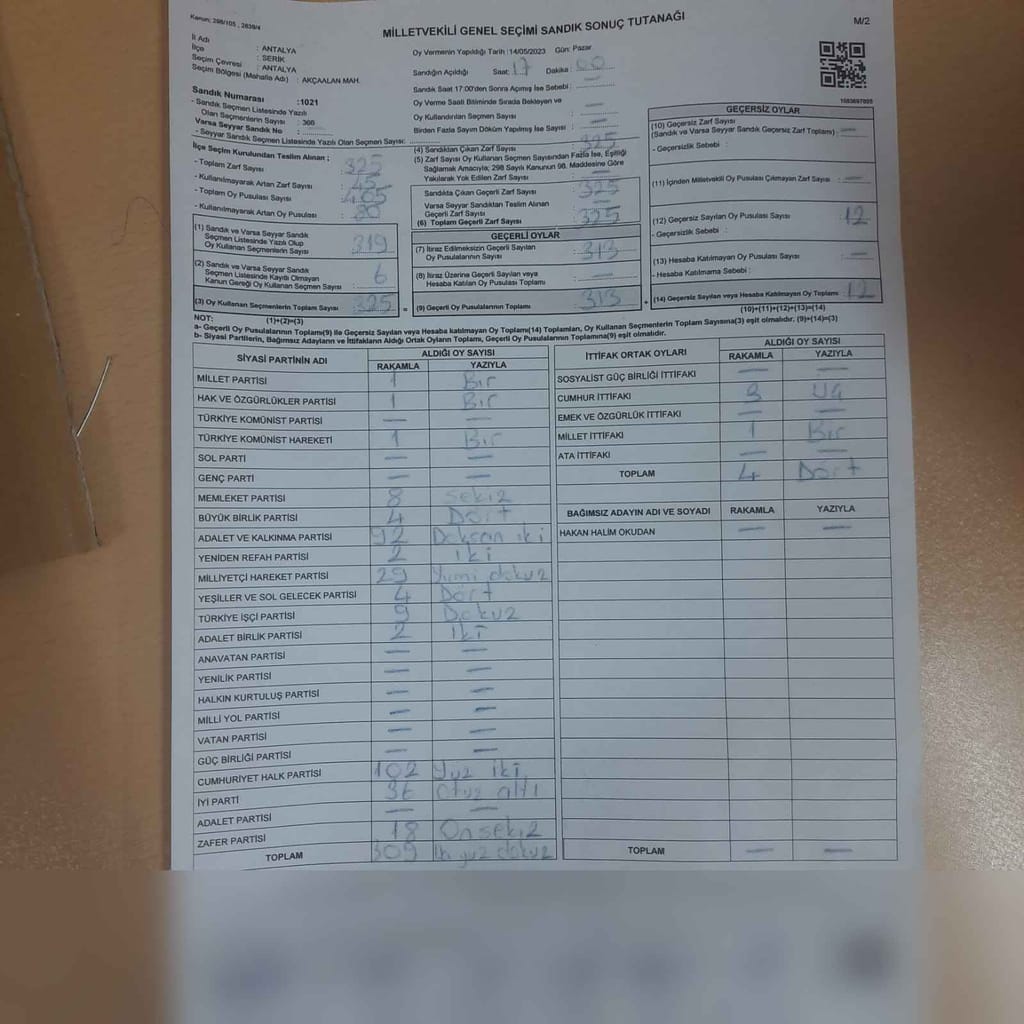 Kanun: 298/105 , 2839/4
MİLLETVEKİLİ GENEL SEÇİMİ SANDIK SONUÇ TUTANAĞI
M/2
İl Adı : ANTALYA
İlçe : SERİK
Seçim Çevresi : ANTALYA
Seçim Bölgesi (Mahalle Adı) : AKÇAALAN MAH.
Oy Vermenin Yapıldığı Tarih :14/05/2023 Gün: Pazar
Sandığın Açıldığı Saat: 17 Dakika : 00
Sandık Saat 17:00'den Sonra Açılmış İse Sebebi : —
Oy Verme Saati Bitiminde Sırada Bekleyen ve
Oy Kullandırılan Seçmen Sayısı : —
Birden Fazla Sayım Döküm Yapılmış İse Sayısı : —
Sandık Numarası :1021
- Sandık Seçmen Listesinde Yazılı
Olan Seçmenlerin Sayısı : 366
Varsa Seyyar Sandık No :
- Seyyar Sandık Seçmen Listesinde Yazılı Olan Seçmen Sayısı:
İlçe Seçim Kurulundan Teslim Alınan ;
- Toplam Zarf Sayısı : 325
- Kullanılmayarak Artan Zarf Sayısı : 45
- Toplam Oy Pusulası Sayısı : 405
- Kullanılmayarak Artan Oy Pusulası : 80
(1) Sandık ve Varsa Seyyar Sandık
Seçmen Listesinde Yazılı Olup
Oy Kullanan Seçmenlerin Sayısı : 319
(2) Sandık ve Varsa Seyyar Sandık
Seçmen Listesinde Kayıtlı Olmayan
Kanun Gereği Oy Kullanan Seçmen Sayısı : 6
(3) Oy Kullanan Seçmenlerin Toplam Sayısı : 325 =
(4) Sandıktan Çıkan Zarf Sayısı : 325
(5) Zarf Sayısı Oy Kullanan Seçmen Sayısından Fazla İse, Eşitliği
Sağlamak Amacıyla; 298 Sayılı Kanunun 98. Maddesine Göre
Yakılarak Yok Edilen Zarf Sayısı : —
Sandıkta Çıkan Geçerli Zarf Sayısı : 325
Varsa Seyyar Sandıktan Teslim Alınan
Geçerli Zarf Sayısı : —
(6) Toplam Geçerli Zarf Sayısı : 325
GEÇERLİ OYLAR
(7) İtiraz Edilmeksizin Geçerli Sayılan
Oy Pusulalarının Sayısı : 313
(8) İtiraz Üzerine Geçerli Sayılan veya
Hesaba Katılan Oy Pusulası Toplamı : —
(9) Geçerli Oy Pusulalarının Toplamı : 313 +
1083697005
GEÇERSİZ OYLAR
(10) Geçersiz Zarf Sayısı
(Sandık ve Varsa Seyyar Sandık Geçersiz Zarf Toplamı) : —
- Geçersizlik Sebebi :
(11) İçinden Milletvekili Oy Pusulası Çıkmayan Zarf Sayısı : —
(12) Geçersiz Sayılan Oy Pusulası Sayısı : 12
- Geçersizlik Sebebi :
(13) Hesaba Katılmayan Oy Pusulası Sayısı : —
- Hesaba Katılmama Sebebi :
(14) Geçersiz Sayılan veya Hesaba Katılmayan Oy Toplamı : 12
(10)+(11)+(12)+(13)=(14)
NOT: (1)+(2)=(3)
a- Geçerli Oy Pusulalarının Toplamı(9) ile Geçersiz Sayılan veya Hesaba katılmayan Oy Toplamı(14) Toplamları, Oy Kullanan Seçmenlerin Toplam Sayısına(3) eşit olmalıdır. (9)+(14)=(3)
b- Siyasi Partilerin, Bağımsız Adayların ve İttifakların Aldığı Ortak Oyların Toplamı, Geçerli Oy Pusulalarının Toplamına(9) eşit olmalıdır.
SİYASİ PARTİNİN ADI ALDIĞI OY SAYISI
RAKAMLA YAZIYLA
MİLLET PARTİSİ 1 Bir
HAK VE ÖZGÜRLÜKLER PARTİSİ 1 Bir
TÜRKİYE KOMÜNİST PARTİSİ — —
TÜRKİYE KOMÜNİST HAREKETİ 1 Bir
SOL PARTİ — —
GENÇ PARTİ — —
MEMLEKET PARTİSİ 8 Sekiz
BÜYÜK BİRLİK PARTİSİ 4 Dört
ADALET VE KALKINMA PARTİSİ 92 Doksan iki
YENİDEN REFAH PARTİSİ 2 iki
MİLLİYETÇİ HAREKET PARTİSİ 29 Yirmi dokuz
YEŞİLLER VE SOL GELECEK PARTİSİ 4 Dört
TÜRKİYE İŞÇİ PARTİSİ 9 Dokuz
ADALET BİRLİK PARTİSİ 2 iki
ANAVATAN PARTİSİ — —
YENİLİK PARTİSİ — —
HALKIN KURTULUŞ PARTİSİ — —
MİLLİ YOL PARTİSİ — —
VATAN PARTİSİ — —
GÜÇ BİRLİĞİ PARTİSİ — —
CUMHURİYET HALK PARTİSİ 102 Yüz iki
İYİ PARTİ 36 Otuz altı
ADALET PARTİSİ — —
ZAFER PARTİSİ 18 Onsekiz
TOPLAM 309 yüz dokuz
İTTİFAK ORTAK OYLARI ALDIĞI OY SAYISI
RAKAMLA YAZIYLA
SOSYALİST GÜÇ BİRLİĞİ İTTİFAKI — —
CUMHUR İTTİFAKI 3 Üç
EMEK VE ÖZGÜRLÜK İTTİFAKI — —
MİLLET İTTİFAKI 1 Bir
ATA İTTİFAKI — —
TOPLAM 4 Dört
BAĞIMSIZ ADAYIN ADI VE SOYADI RAKAMLA YAZIYLA
HAKAN HALİM OKUDAN — —
TOPLAM — —